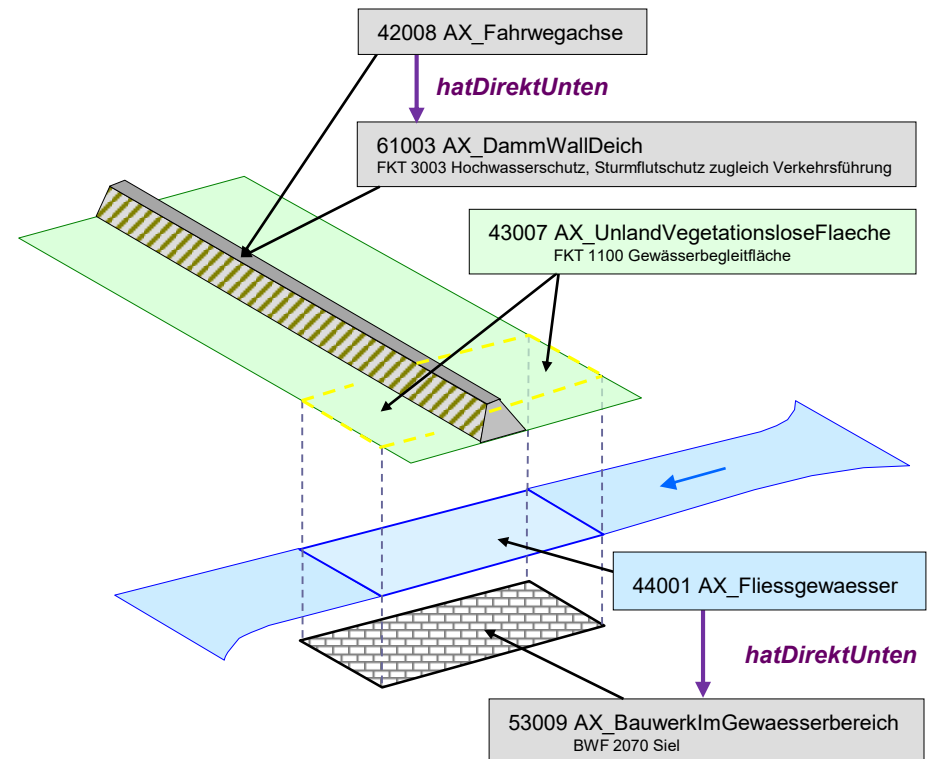 42008 AX_Fahrwegachse
hatDirektUnten
61003 AX_DammWallDeich
FKT 3003 Hochwasserschutz, Sturmflutschutz zugleich Verkehrsführung
43007 AX_UnlandVegetationsloseFlaeche
FKT 1100 Gewässerbegleitfläche
44001 AX_Fliessgewaesser
hatDirektUnten
53009 AX_BauwerkImGewaesserbereich
BWF 2070 Siel